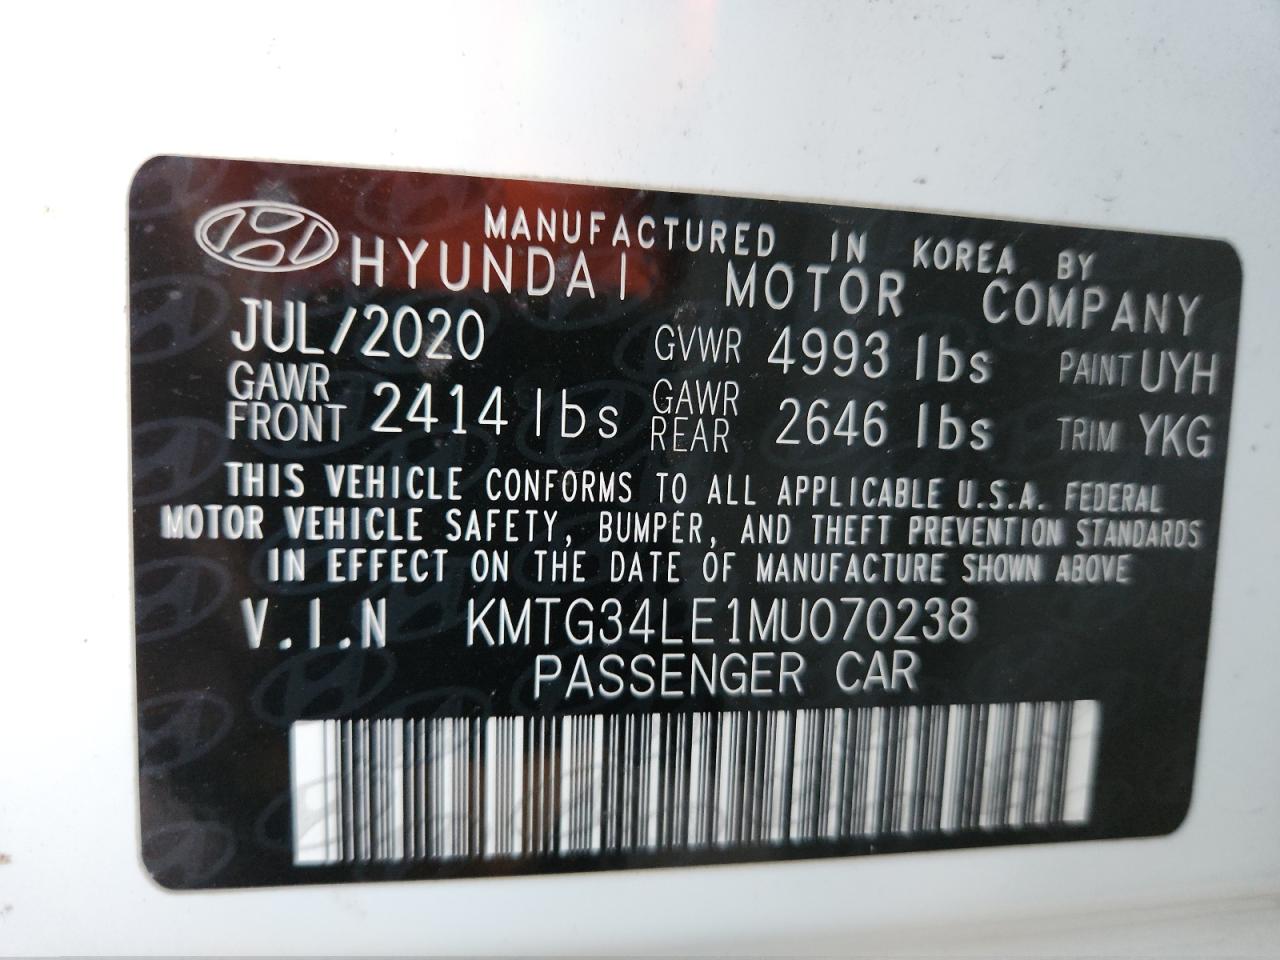 MANUFACTURED IN KOREA BY
HYUNDAI MOTOR COMPANY
JUL/2020 GVWR 4993 lbs PAINT UYH
GAWR FRONT 2414 lbs GAWR REAR 2646 lbs TRIM YKG
THIS VEHICLE CONFORMS TO ALL APPLICABLE U.S.A. FEDERAL
MOTOR VEHICLE SAFETY, BUMPER, AND THEFT PREVENTION STANDARDS
IN EFFECT ON THE DATE OF MANUFACTURE SHOWN ABOVE
V.I.N KMTG34LE1MU070238
PASSENGER CAR